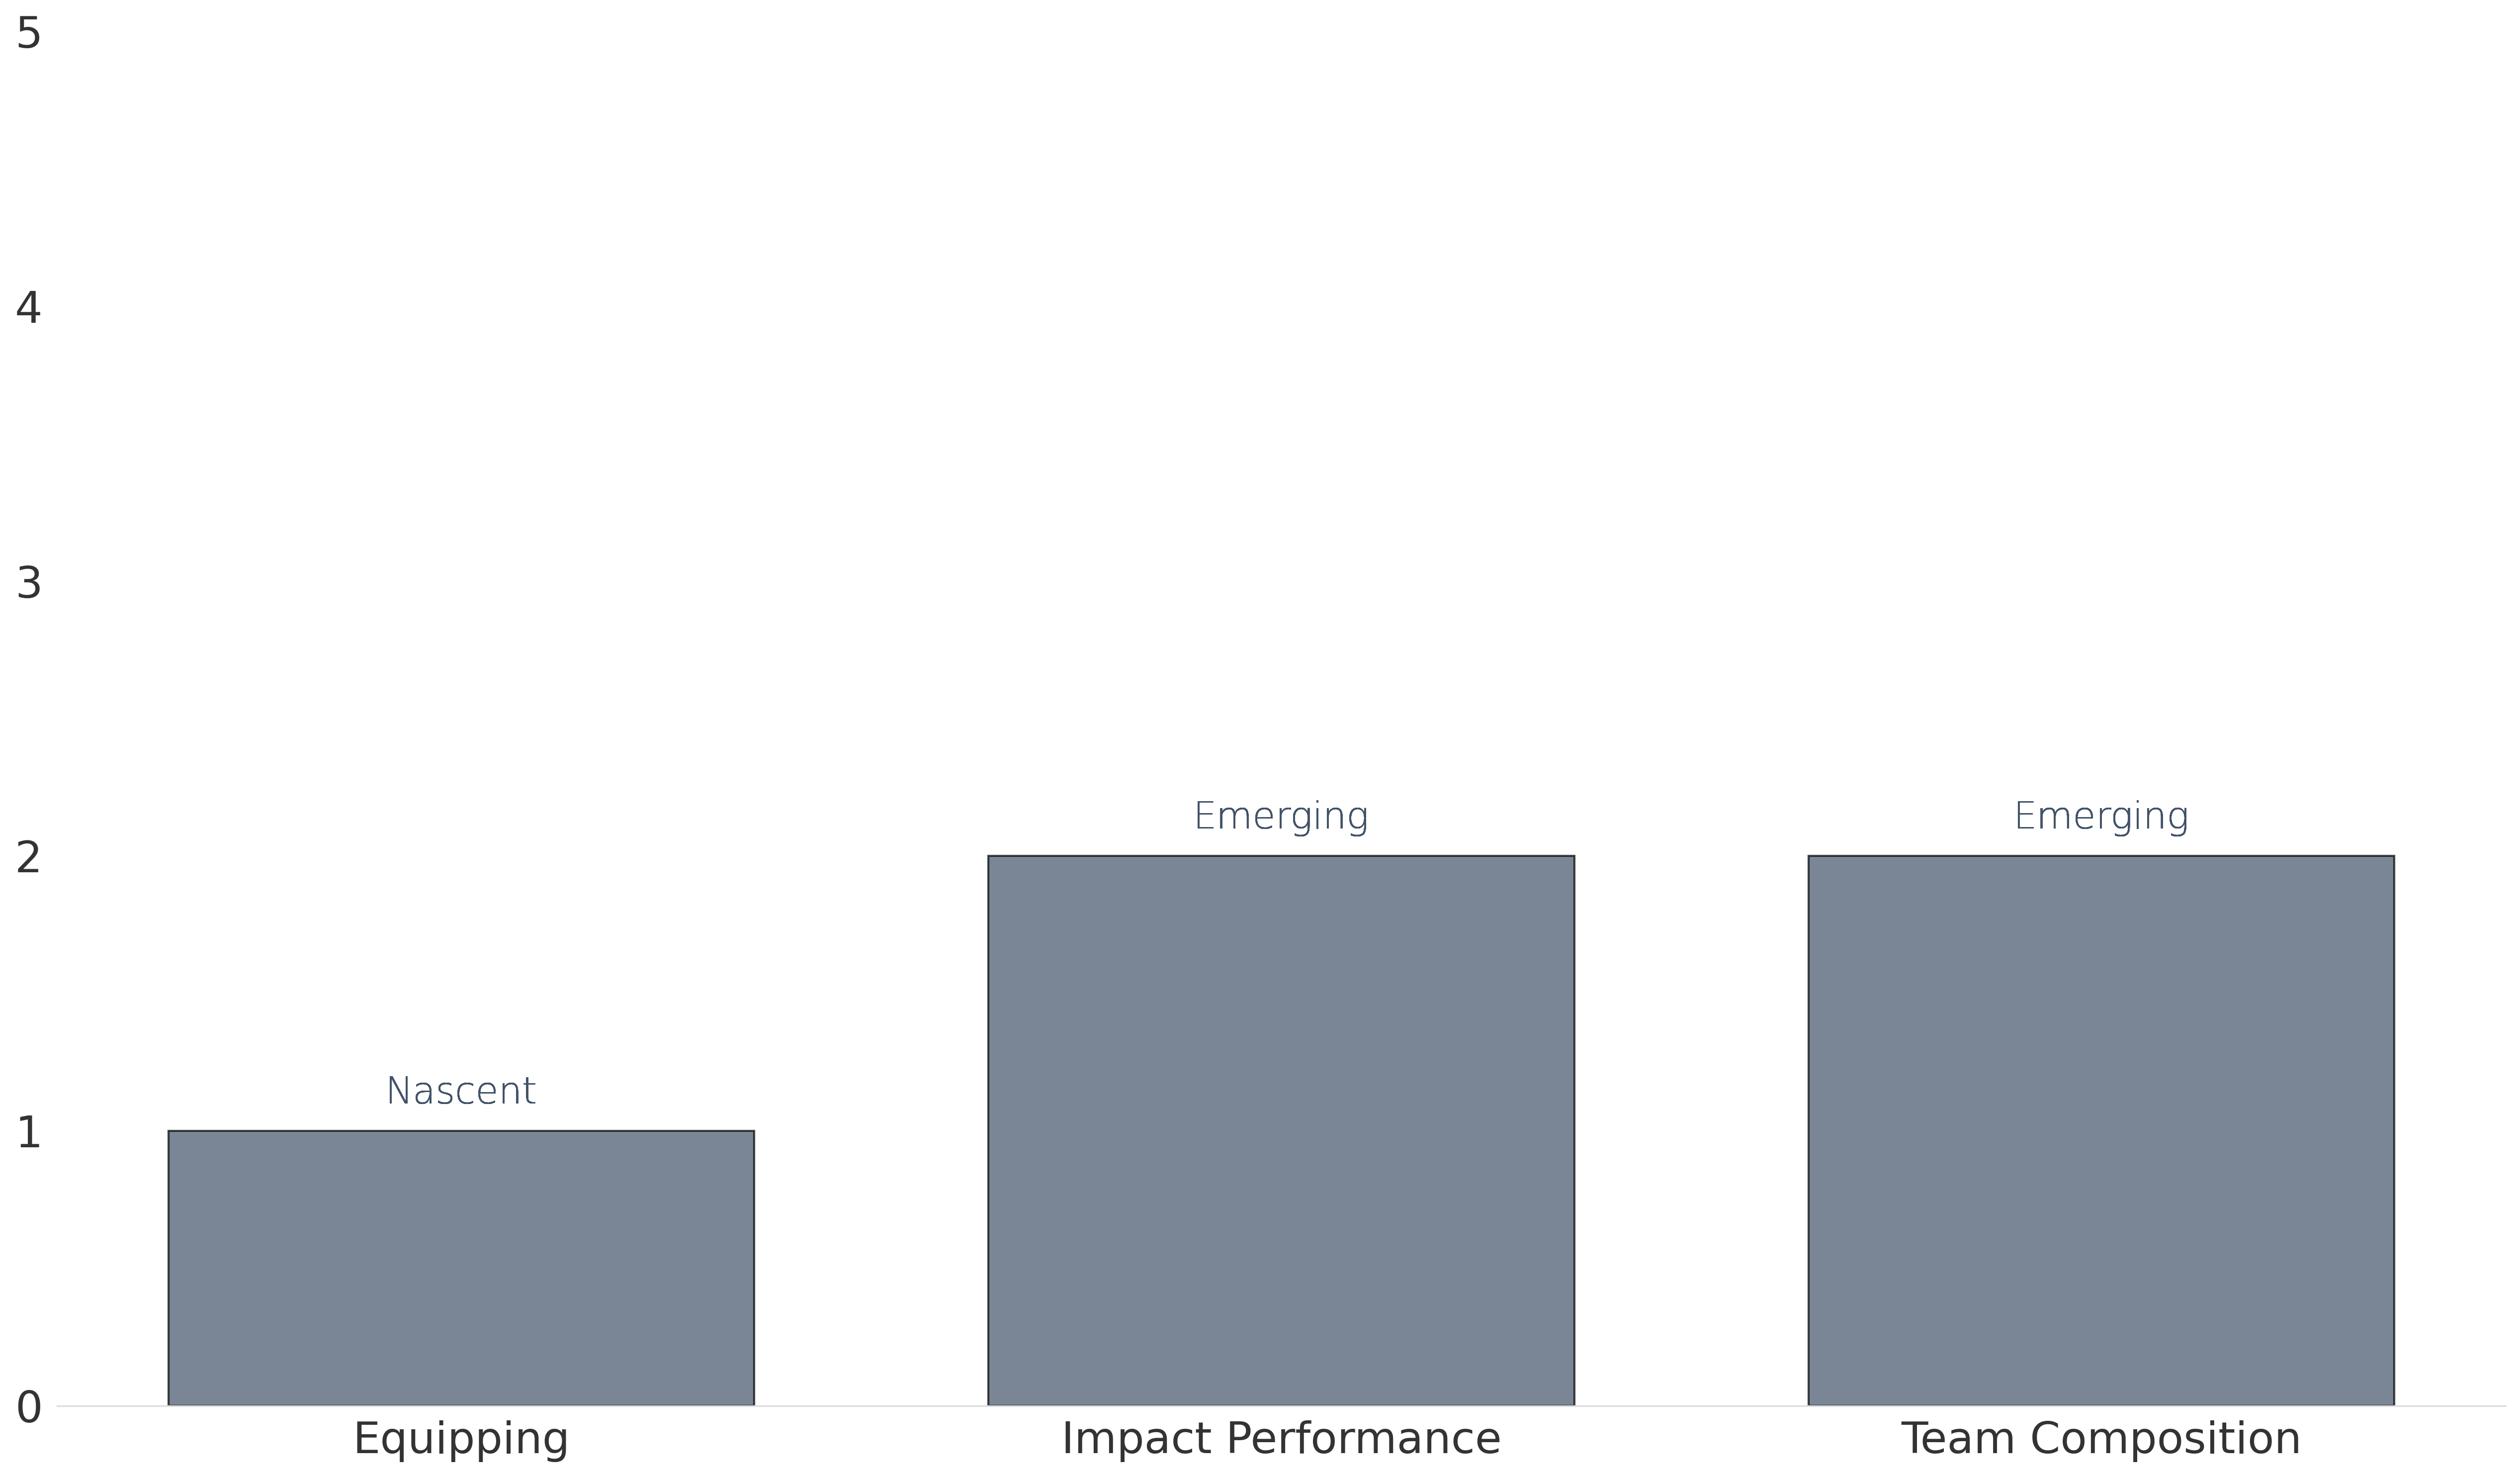 5
4
3
2
1
0
Emerging
Emerging
Nascent
Equipping
Impact Performance
Team Composition